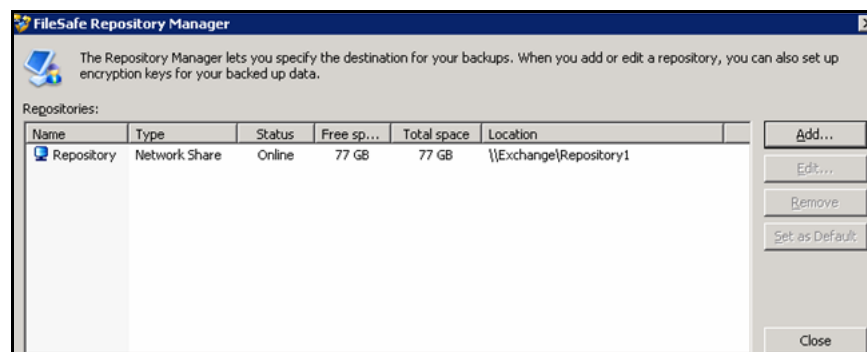 FileSafe Repository Manager
The Repository Manager lets you specify the destination for your backups. When you add or edit a repository, you can also set up
encryption keys for your backed up data.
Repositories:
Name Type Status Free sp... Total space Location
Repository Network Share Online 77 GB 77 GB \\Exchange\Repository1
Add...
Edit...
Remove
Set as Default
Close